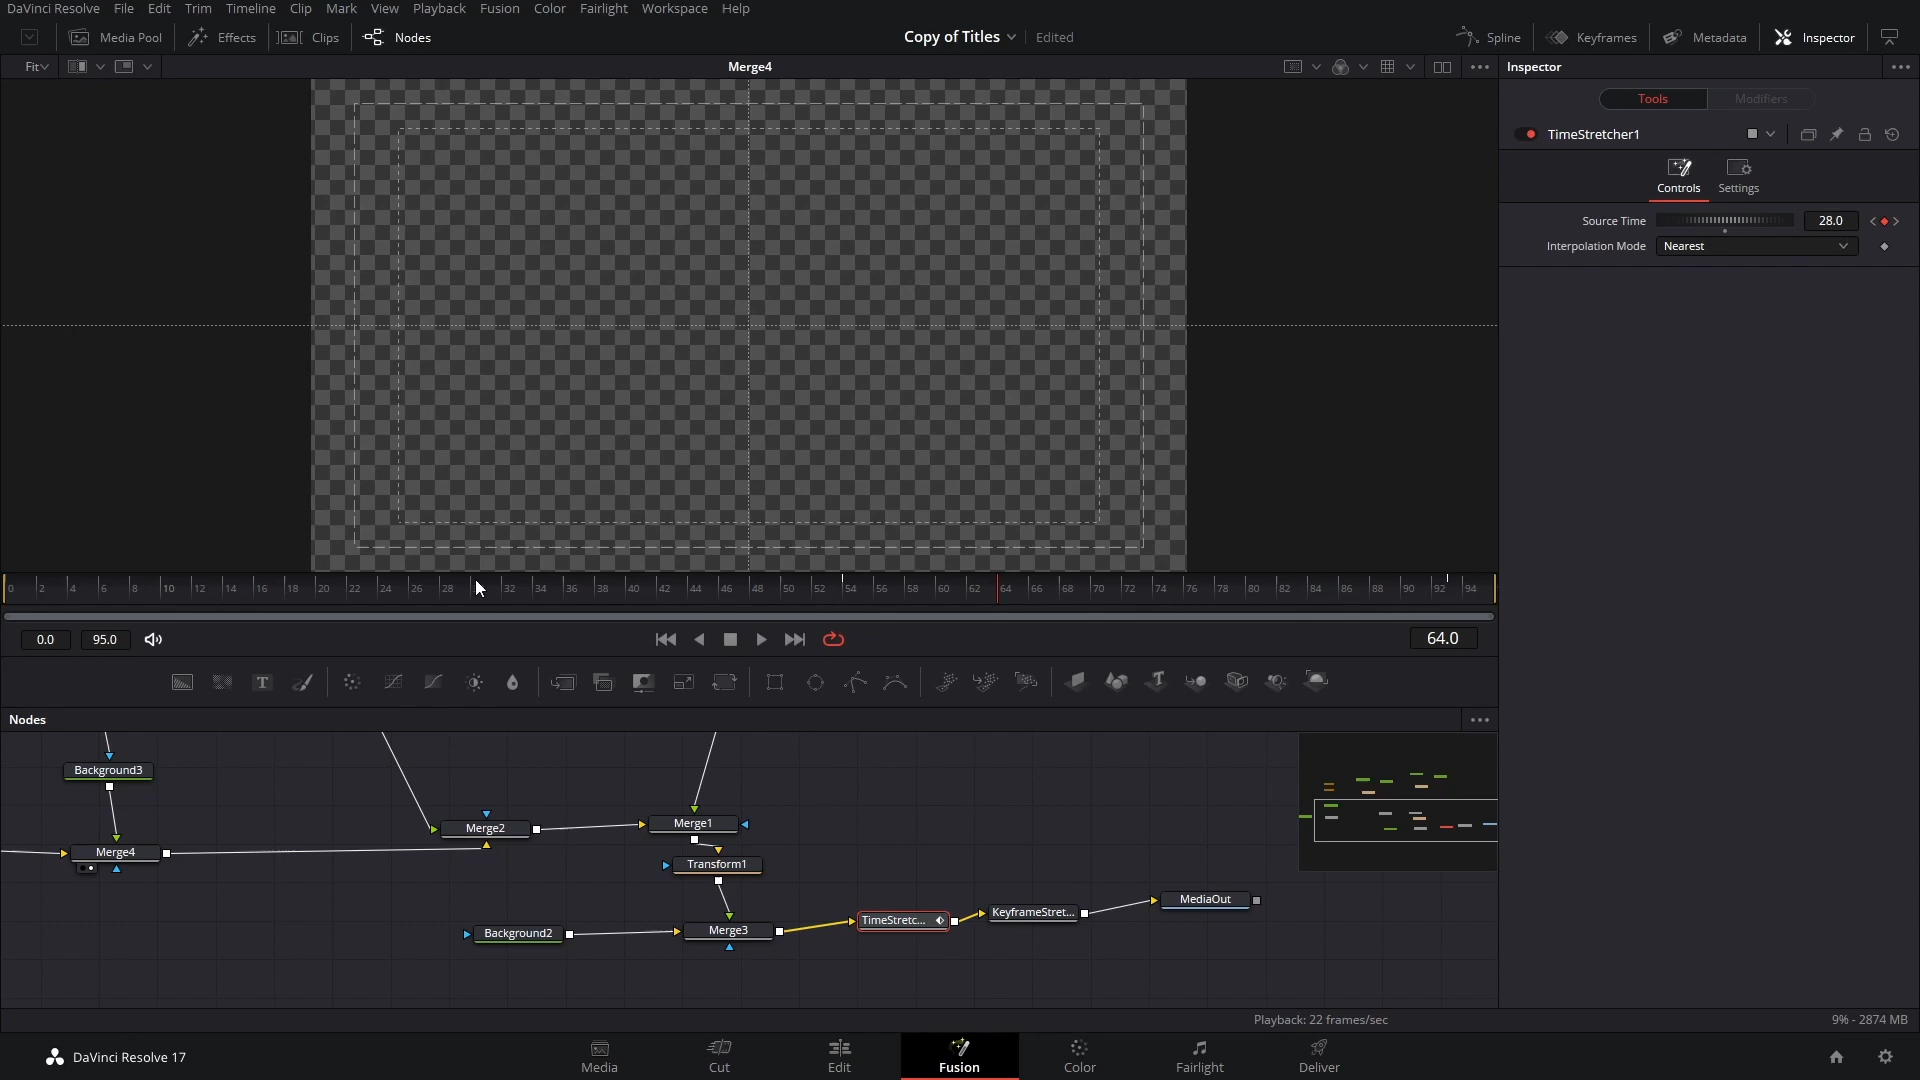 DaVinci Resolve File Edit Trim Timeline Clip Mark View Playback Fusion Color Fairlight Workspace Help
Media Pool Effects Clips Nodes Copy of Titles Edited Spline Keyframes Metadata Inspector
Fit Merge4 Inspector
Tools Modifiers
TimeStretcher1
Controls Settings
Source Time 28.0
Interpolation Mode Nearest
0 2 4 6 8 10 12 14 16 18 20 22 24 26 28 32 34 36 38 40 42 44 46 48 50 52 54 56 58 60 62 64 66 68 70 72 74 76 78 80 82 84 86 88 90 92 94
0.0 95.0 64.0
T T
Nodes
Background3
Merge2 Merge1
Merge4 Transform1
MediaOut
TimeStretc... KeyframeStret...
Background2 Merge3
Playback: 22 frames/sec 9% - 2874 MB
DaVinci Resolve 17 Media Cut Edit Fusion Color Fairlight Deliver